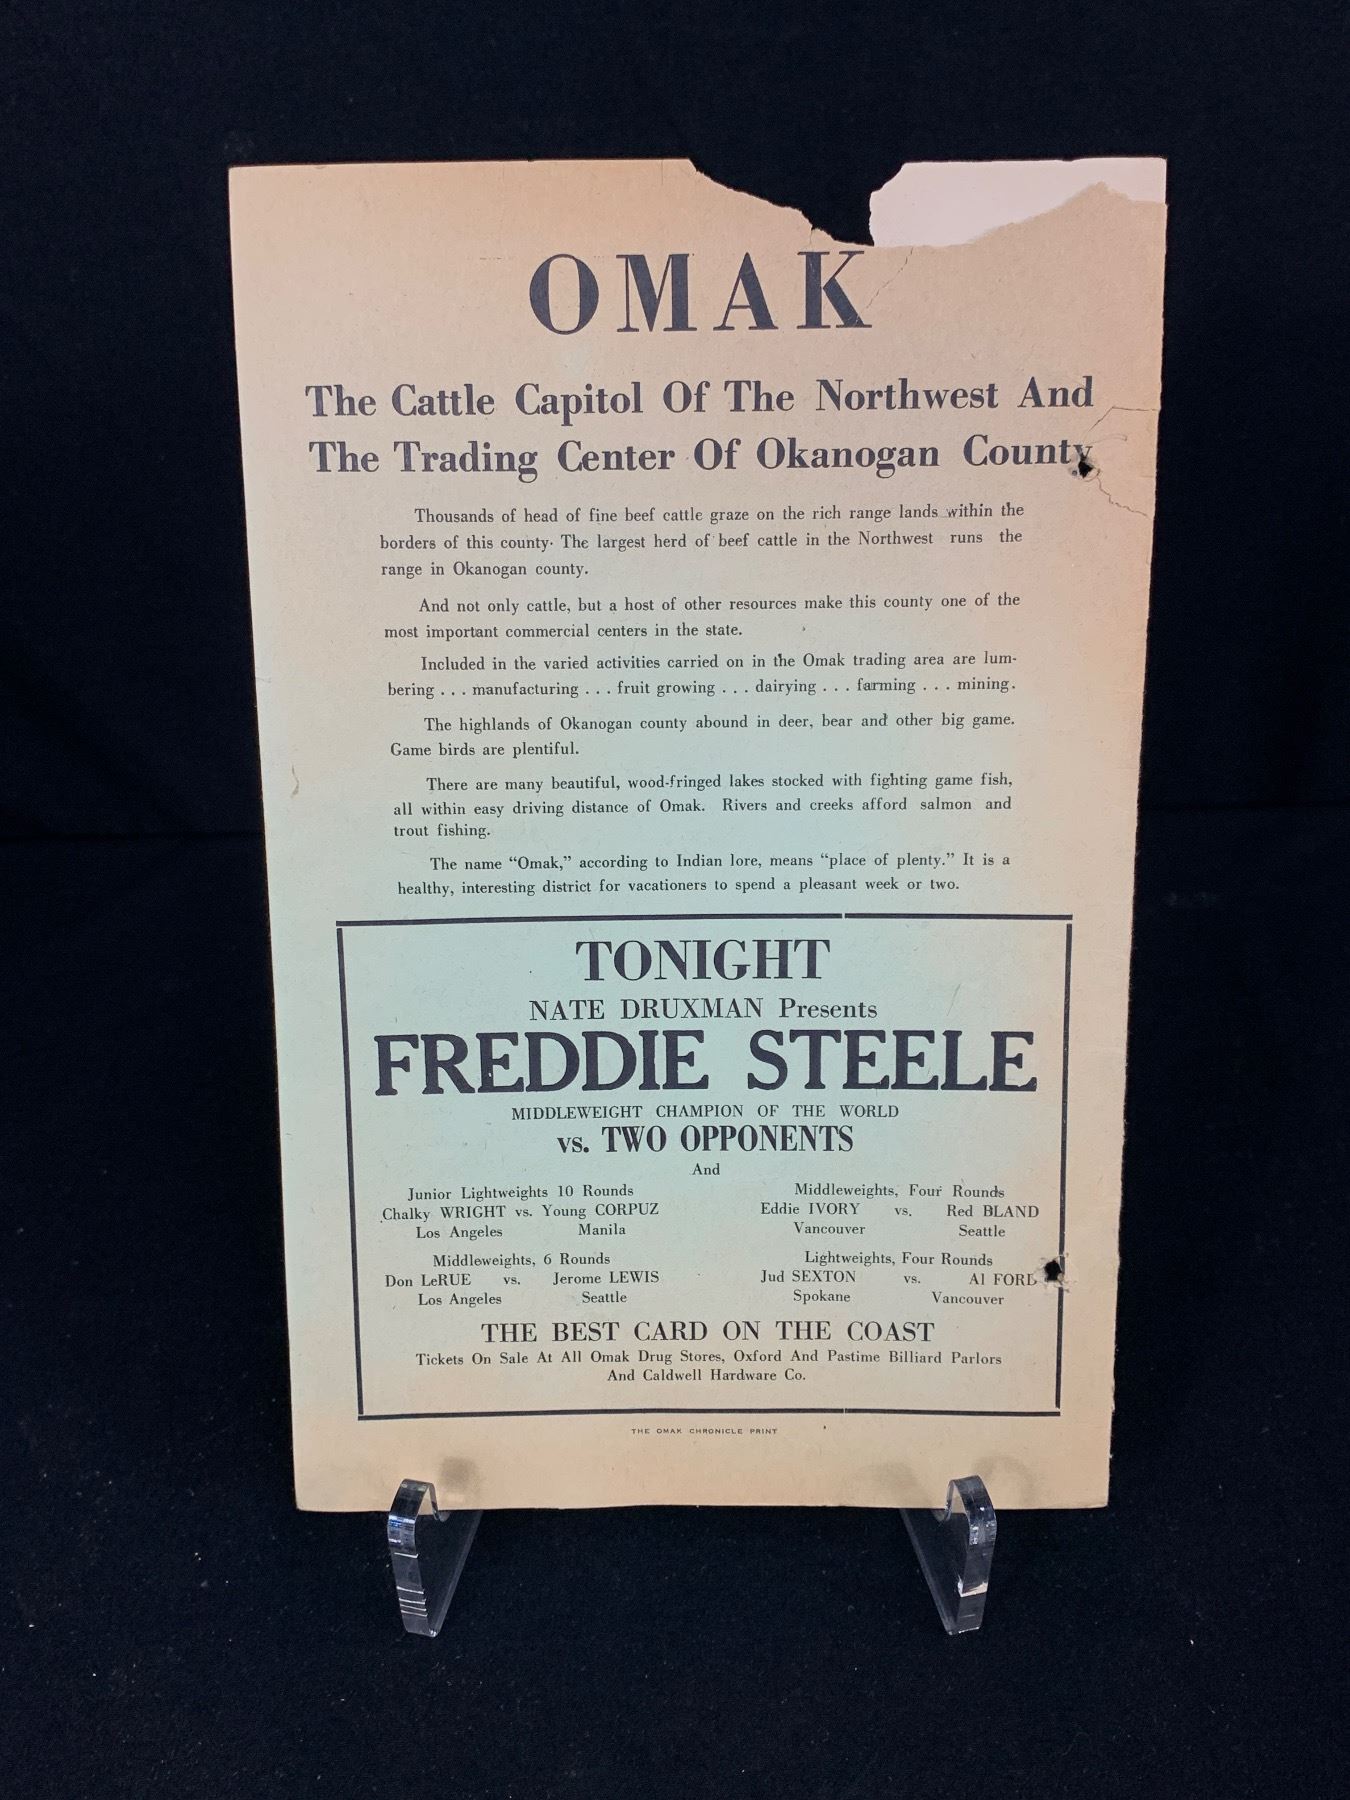 OMAK
The Cattle Capitol Of The Northwest And
The Trading Center Of Okanogan County
Thousands of head of fine beef cattle graze on the rich range lands within the
borders of this county· The largest herd of beef cattle in the Northwest runs the
range in Okanogan county.
And not only cattle, but a host of other resources make this county one of the
most important commercial centers in the state.
Included in the varied activities carried on in the Omak trading area are lum-
bering . . . manufacturing . . . fruit growing . . . dairying . . . farming . . . mining.
The highlands of Okanogan county abound in deer, bear and other big game.
Game birds are plentiful.
There are many beautiful, wood-fringed lakes stocked with fighting game fish,
all within easy driving distance of Omak. Rivers and creeks afford salmon and
trout fishing.
The name “Omak,” according to Indian lore, means “place of plenty.” It is a
healthy, interesting district for vacationers to spend a pleasant week or two.
TONIGHT
NATE DRUXMAN Presents
FREDDIE STEELE
MIDDLEWEIGHT CHAMPION OF THE WORLD
vs. TWO OPPONENTS
And
Junior Lightweights 10 Rounds
Chalky WRIGHT vs. Young CORPUZ
Los Angeles Manila
Middleweights, 6 Rounds
Don LeRUE vs. Jerome LEWIS
Los Angeles Seattle
Middleweights, Four Rounds
Eddie IVORY vs. Red BLAND
Vancouver Seattle
Lightweights, Four Rounds
Jud SEXTON vs. Al FORD
Spokane Vancouver
THE BEST CARD ON THE COAST
Tickets On Sale At All Omak Drug Stores, Oxford And Pastime Billiard Parlors
And Caldwell Hardware Co.
THE OMAK CHRONICLE PRINT